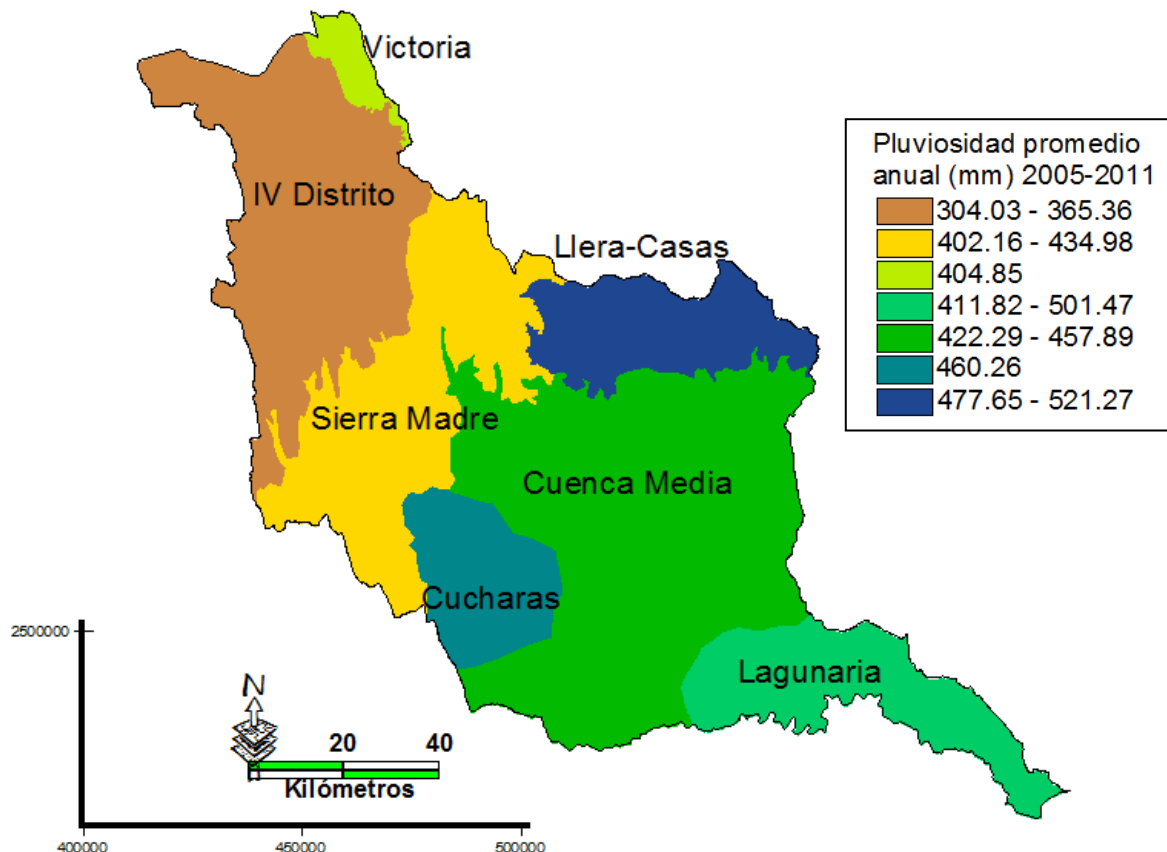 Victoria
IV Distrito
Llera-Casas
Sierra Madre
Cuenca Media
Cucharas
Lagunaria
Pluviosidad promedio
anual (mm) 2005-2011
304.03 - 365.36
402.16 - 434.98
404.85
411.82 - 501.47
422.29 - 457.89
460.26
477.65 - 521.27
2500000
N
20 40
Kilómetros
400000 450000 500000